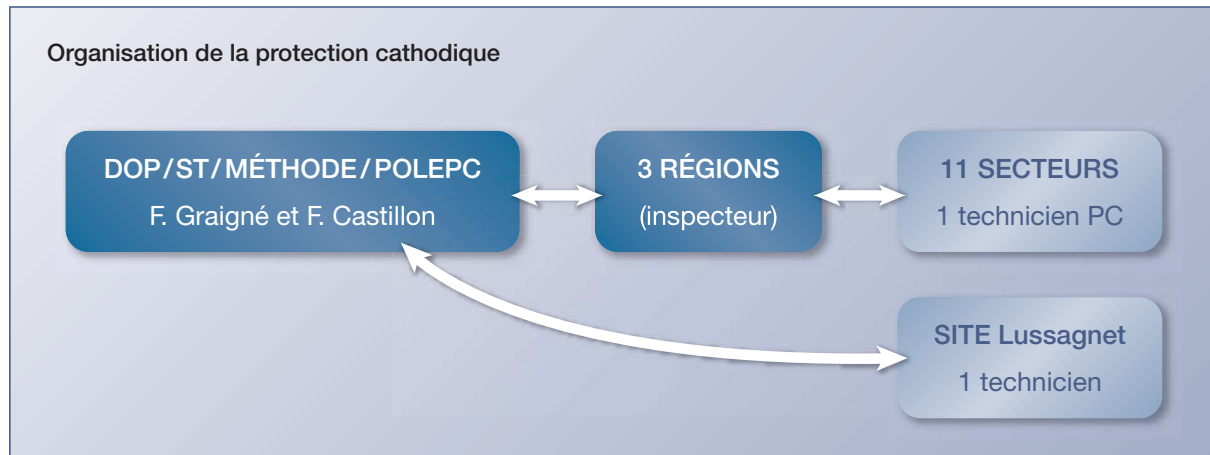 Organisation de la protection cathodique
DOP/ST/MÉTHODE/POLEPC
F. Graigné et F. Castillon
3 RÉGIONS
(inspecteur)
11 SECTEURS
1 technicien PC
SITE Lussagnet
1 technicien